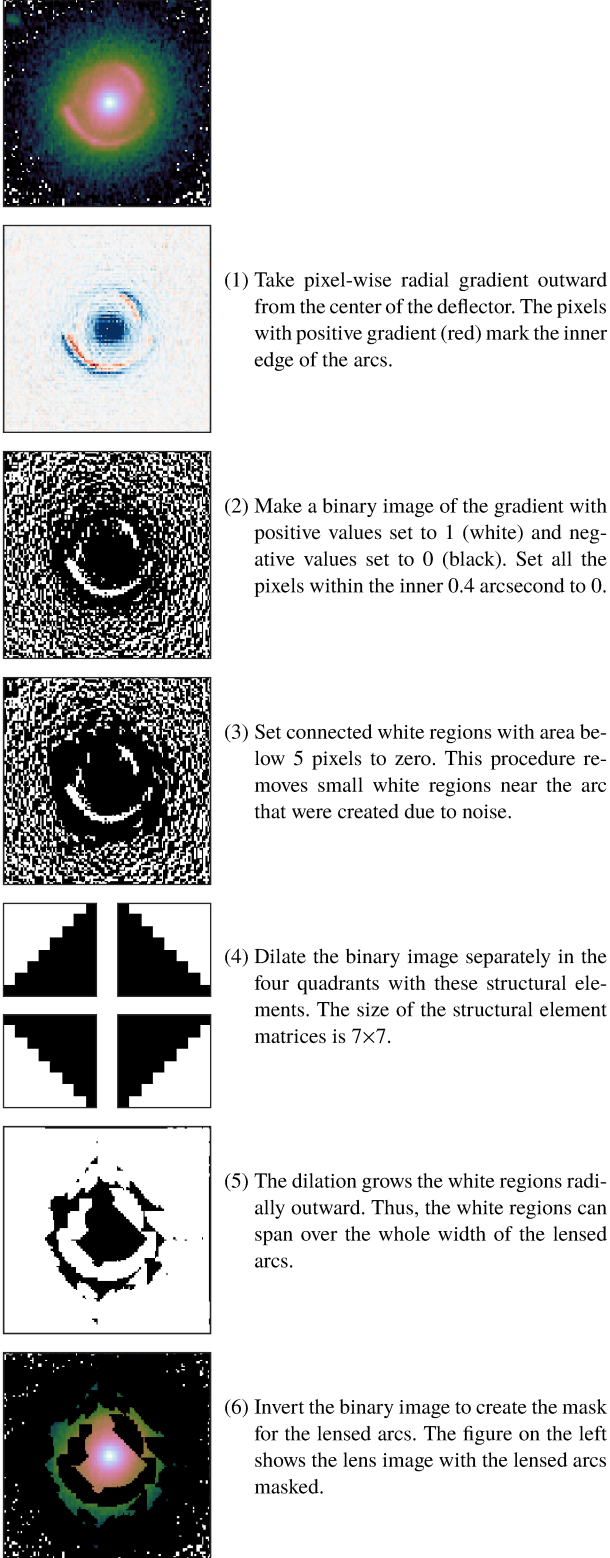 (1) Take pixel-wise radial gradient outward
from the center of the deflector. The pixels
with positive gradient (red) mark the inner
edge of the arcs.
(2) Make a binary image of the gradient with
positive values set to 1 (white) and neg-
ative values set to 0 (black). Set all the
pixels within the inner 0.4 arcsecond to 0.
(3) Set connected white regions with area be-
low 5 pixels to zero. This procedure re-
moves small white regions near the arc
that were created due to noise.
(4) Dilate the binary image separately in the
four quadrants with these structural ele-
ments. The size of the structural element
matrices is 7×7.
(5) The dilation grows the white regions radi-
ally outward. Thus, the white regions can
span over the whole width of the lensed
arcs.
(6) Invert the binary image to create the mask
for the lensed arcs. The figure on the left
shows the lens image with the lensed arcs
masked.